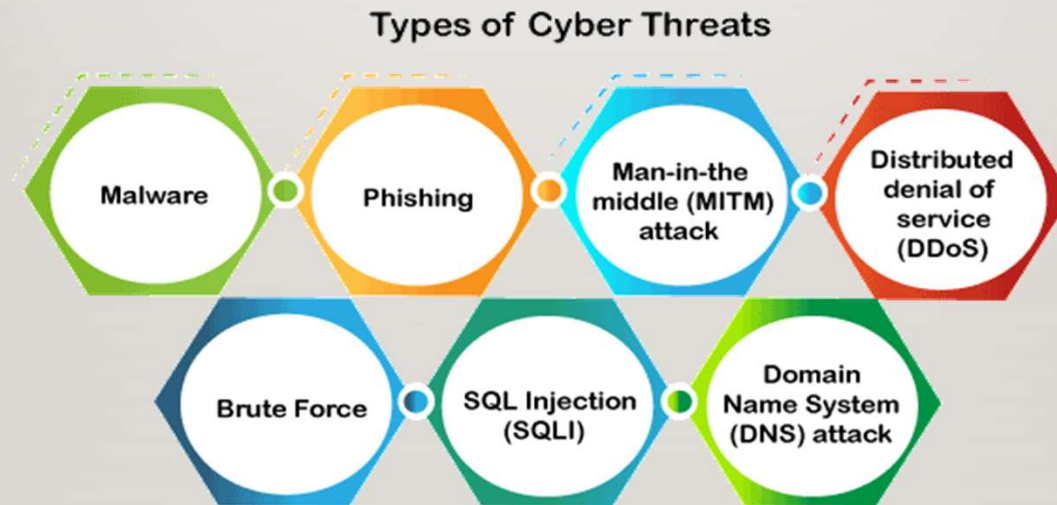 Types of Cyber Threats
Malware
Phishing
Man-in-the
middle (MITM)
attack
Distributed
denial of
service
(DDoS)
Brute Force
SQL Injection
(SQLI)
Domain
Name System
(DNS) attack